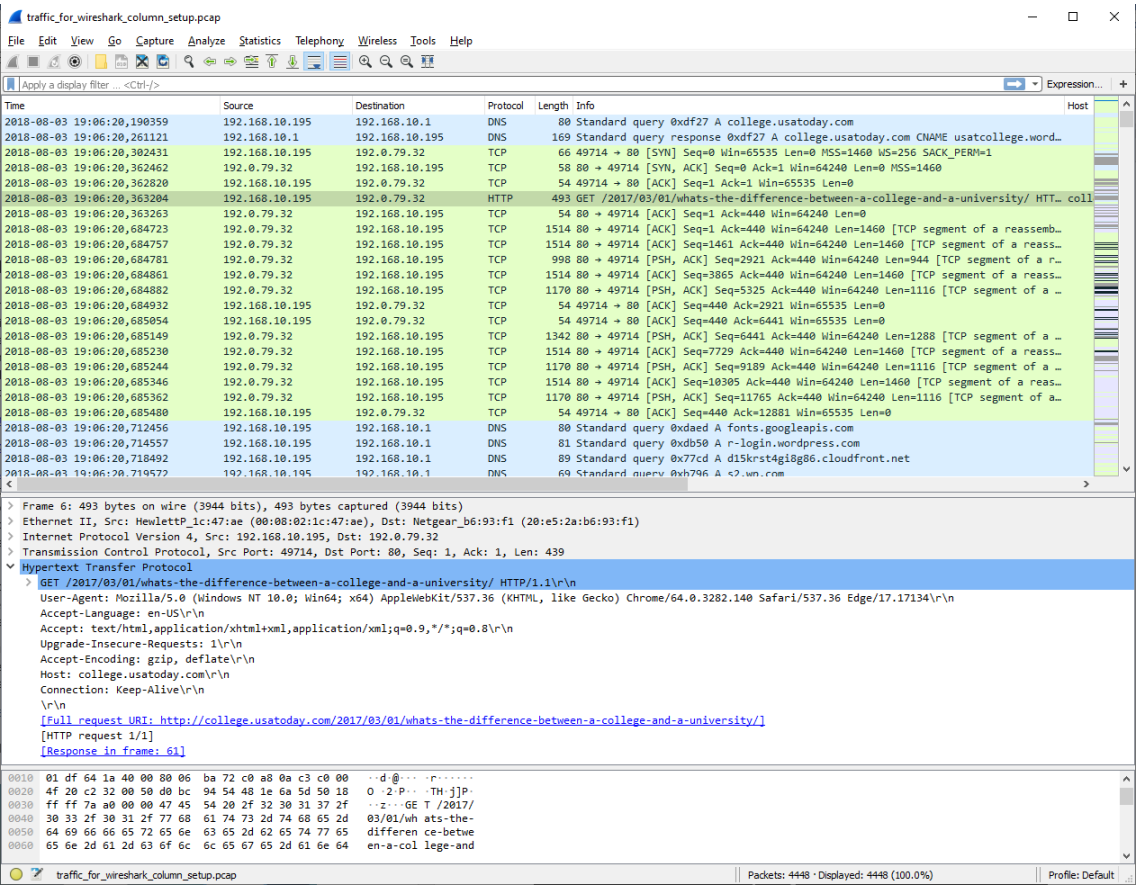 traffic_for_wireshark_column_setup.pcap
File Edit View Go Capture Analyze Statistics Telephony Wireless Tools Help
Apply a display filter ... <Ctrl-/> Expression... +
Time Source Destination Protocol Length Info Host
2018-08-03 19:06:20,190359 192.168.10.195 192.168.10.1 DNS 80 Standard query 0xdf27 A college.usatoday.com
2018-08-03 19:06:20,261121 192.168.10.1 192.168.10.195 DNS 169 Standard query response 0xdf27 A college.usatoday.com CNAME usatcollege.word…
2018-08-03 19:06:20,302431 192.168.10.195 192.0.79.32 TCP 66 49714 → 80 [SYN] Seq=0 Win=65535 Len=0 MSS=1460 WS=256 SACK_PERM=1
2018-08-03 19:06:20,362462 192.0.79.32 192.168.10.195 TCP 58 80 → 49714 [SYN, ACK] Seq=0 Ack=1 Win=64240 Len=0 MSS=1460
2018-08-03 19:06:20,362820 192.168.10.195 192.0.79.32 TCP 54 49714 → 80 [ACK] Seq=1 Ack=1 Win=65535 Len=0
2018-08-03 19:06:20,363204 192.168.10.195 192.0.79.32 HTTP 493 GET /2017/03/01/whats-the-difference-between-a-college-and-a-university/ HTT… coll
2018-08-03 19:06:20,363263 192.0.79.32 192.168.10.195 TCP 54 80 → 49714 [ACK] Seq=1 Ack=440 Win=64240 Len=0
2018-08-03 19:06:20,684723 192.0.79.32 192.168.10.195 TCP 1514 80 → 49714 [ACK] Seq=1 Ack=440 Win=64240 Len=1460 [TCP segment of a reassemb…
2018-08-03 19:06:20,684757 192.0.79.32 192.168.10.195 TCP 1514 80 → 49714 [ACK] Seq=1461 Ack=440 Win=64240 Len=1460 [TCP segment of a reass…
2018-08-03 19:06:20,684781 192.0.79.32 192.168.10.195 TCP 998 80 → 49714 [PSH, ACK] Seq=2921 Ack=440 Win=64240 Len=944 [TCP segment of a r…
2018-08-03 19:06:20,684861 192.0.79.32 192.168.10.195 TCP 1514 80 → 49714 [ACK] Seq=3865 Ack=440 Win=64240 Len=1460 [TCP segment of a reass…
2018-08-03 19:06:20,684882 192.0.79.32 192.168.10.195 TCP 1170 80 → 49714 [PSH, ACK] Seq=5325 Ack=440 Win=64240 Len=1116 [TCP segment of a …
2018-08-03 19:06:20,684932 192.168.10.195 192.0.79.32 TCP 54 49714 → 80 [ACK] Seq=440 Ack=2921 Win=65535 Len=0
2018-08-03 19:06:20,685054 192.168.10.195 192.0.79.32 TCP 54 49714 → 80 [ACK] Seq=440 Ack=6441 Win=65535 Len=0
2018-08-03 19:06:20,685149 192.0.79.32 192.168.10.195 TCP 1342 80 → 49714 [PSH, ACK] Seq=6441 Ack=440 Win=64240 Len=1288 [TCP segment of a …
2018-08-03 19:06:20,685230 192.0.79.32 192.168.10.195 TCP 1514 80 → 49714 [ACK] Seq=7729 Ack=440 Win=64240 Len=1460 [TCP segment of a reass…
2018-08-03 19:06:20,685244 192.0.79.32 192.168.10.195 TCP 1170 80 → 49714 [PSH, ACK] Seq=9189 Ack=440 Win=64240 Len=1116 [TCP segment of a …
2018-08-03 19:06:20,685346 192.0.79.32 192.168.10.195 TCP 1514 80 → 49714 [ACK] Seq=10305 Ack=440 Win=64240 Len=1460 [TCP segment of a reas…
2018-08-03 19:06:20,685362 192.0.79.32 192.168.10.195 TCP 1170 80 → 49714 [PSH, ACK] Seq=11765 Ack=440 Win=64240 Len=1116 [TCP segment of a…
2018-08-03 19:06:20,685480 192.168.10.195 192.0.79.32 TCP 54 49714 → 80 [ACK] Seq=440 Ack=12881 Win=65535 Len=0
2018-08-03 19:06:20,712456 192.168.10.195 192.168.10.1 DNS 80 Standard query 0xdaed A fonts.googleapis.com
2018-08-03 19:06:20,714557 192.168.10.195 192.168.10.1 DNS 81 Standard query 0xdb50 A r-login.wordpress.com
2018-08-03 19:06:20,718492 192.168.10.195 192.168.10.1 DNS 89 Standard query 0x77cd A d15krst4gi8g86.cloudfront.net
2018-08-03 19:06:20,719572 192.168.10.195 192.168.10.1 DNS 69 Standard query 0xb796 A s2.wp.com
Frame 6: 493 bytes on wire (3944 bits), 493 bytes captured (3944 bits)
Ethernet II, Src: HewlettP_1c:47:ae (00:08:02:1c:47:ae), Dst: Netgear_b6:93:f1 (20:e5:2a:b6:93:f1)
Internet Protocol Version 4, Src: 192.168.10.195, Dst: 192.0.79.32
Transmission Control Protocol, Src Port: 49714, Dst Port: 80, Seq: 1, Ack: 1, Len: 439
Hypertext Transfer Protocol
GET /2017/03/01/whats-the-difference-between-a-college-and-a-university/ HTTP/1.1\r\n
User-Agent: Mozilla/5.0 (Windows NT 10.0; Win64; x64) AppleWebKit/537.36 (KHTML, like Gecko) Chrome/64.0.3282.140 Safari/537.36 Edge/17.17134\r\n
Accept-Language: en-US\r\n
Accept: text/html,application/xhtml+xml,application/xml;q=0.9,*/*;q=0.8\r\n
Upgrade-Insecure-Requests: 1\r\n
Accept-Encoding: gzip, deflate\r\n
Host: college.usatoday.com\r\n
Connection: Keep-Alive\r\n
\r\n
[Full request URI: http://college.usatoday.com/2017/03/01/whats-the-difference-between-a-college-and-a-university/]
[HTTP request 1/1]
[Response in frame: 61]
0010 01 df 64 1a 40 00 80 06 ba 72 c0 a8 0a c3 c0 00 ··d·@··· ·r······
0020 4f 20 c2 32 00 50 d0 bc 94 54 48 1e 6a 5d 50 18 O ·2·P·· ·TH·j]P·
0030 ff ff 7a a0 00 00 47 45 54 20 2f 32 30 31 37 2f ··z···GE T /2017/
0040 30 33 2f 30 31 2f 77 68 61 74 73 2d 74 68 65 2d 03/01/wh ats-the-
0050 64 69 66 66 65 72 65 6e 63 65 2d 62 65 74 77 65 differen ce-betwe
0060 65 6e 2d 61 2d 63 6f 6c 6c 65 67 65 2d 61 6e 64 en-a-col lege-and
traffic_for_wireshark_column_setup.pcap Packets: 4448 · Displayed: 4448 (100.0%) Profile: Default